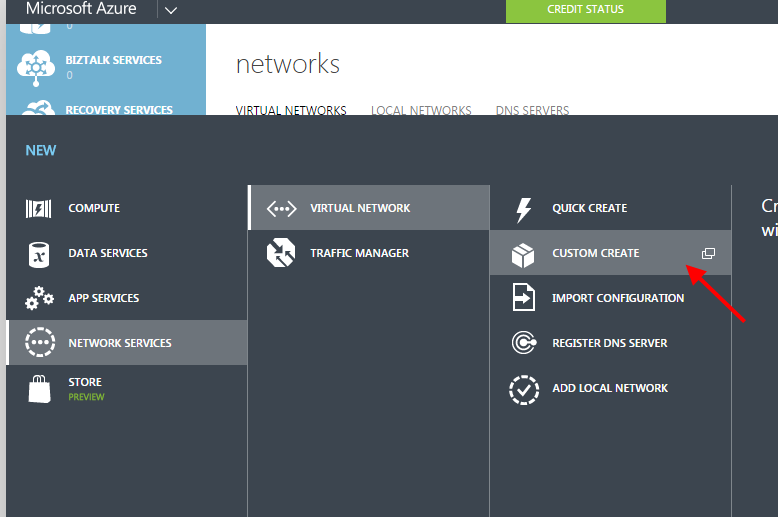 Microsoft Azure
CREDIT STATUS
0
BIZTALK SERVICES
0
RECOVERY SERVICES
networks
VIRTUAL NETWORKS LOCAL NETWORKS DNS SERVERS
NEW
COMPUTE
DATA SERVICES
APP SERVICES
NETWORK SERVICES
STORE
PREVIEW
VIRTUAL NETWORK
TRAFFIC MANAGER
QUICK CREATE
CUSTOM CREATE
IMPORT CONFIGURATION
REGISTER DNS SERVER
ADD LOCAL NETWORK